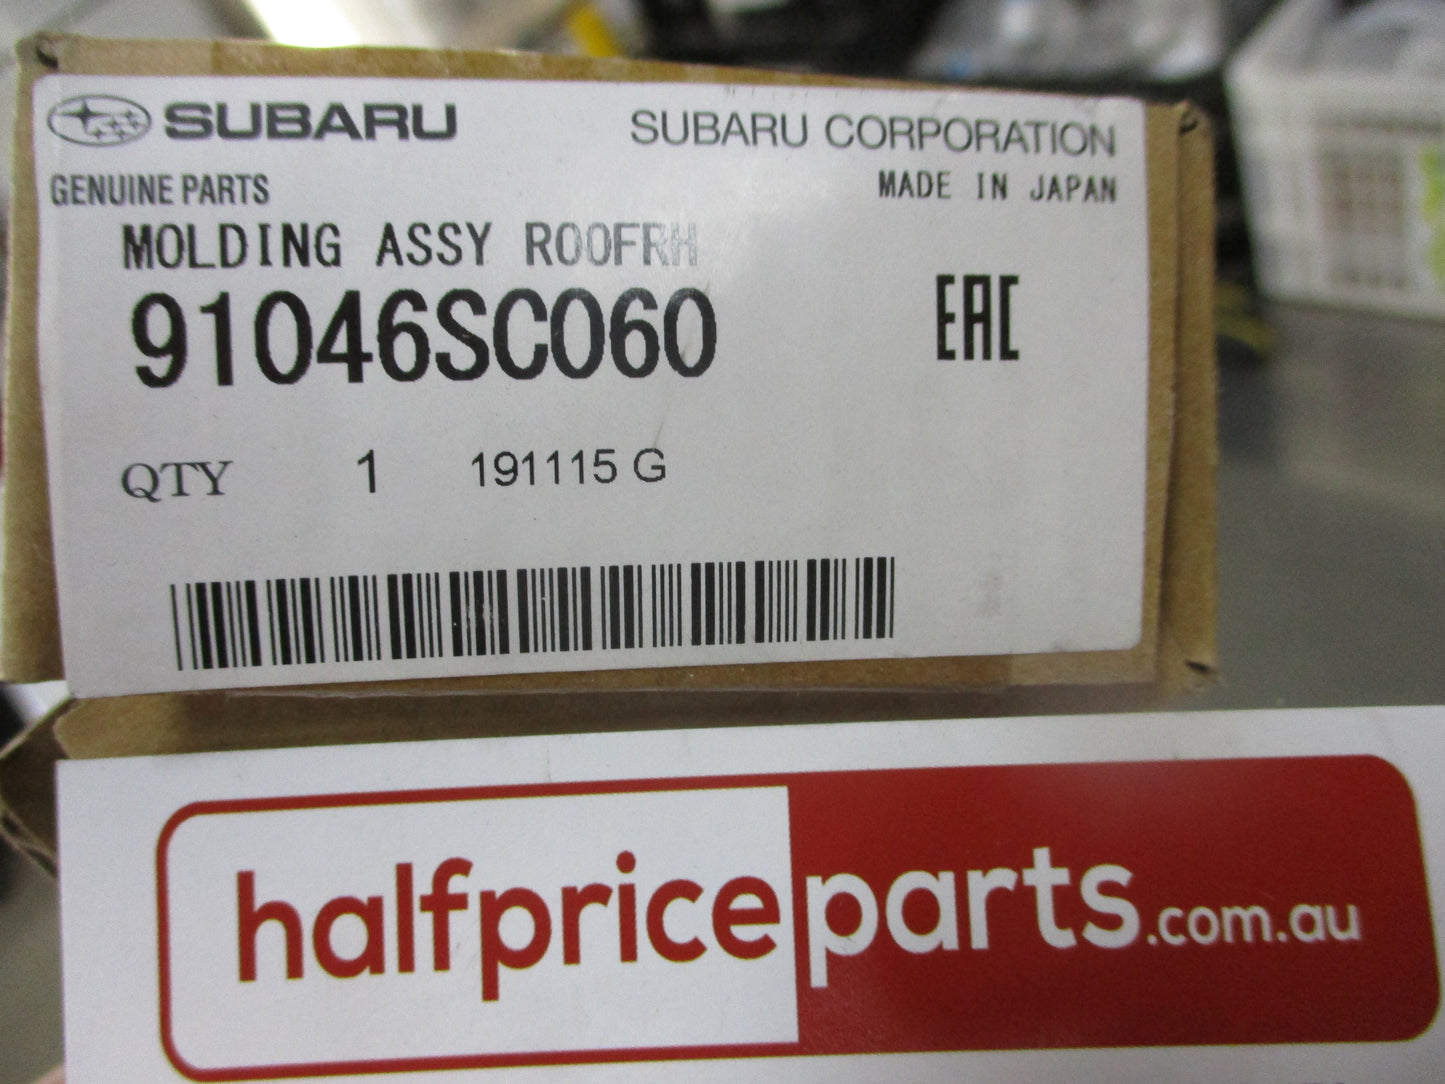 SUBARU SUBARU CORPORATION
GENUINE PARTS MADE IN JAPAN
MOLDING ASSY ROOFRH
91046SC060
EAC
QTY 1 191115 G
halfpriceparts.com.au